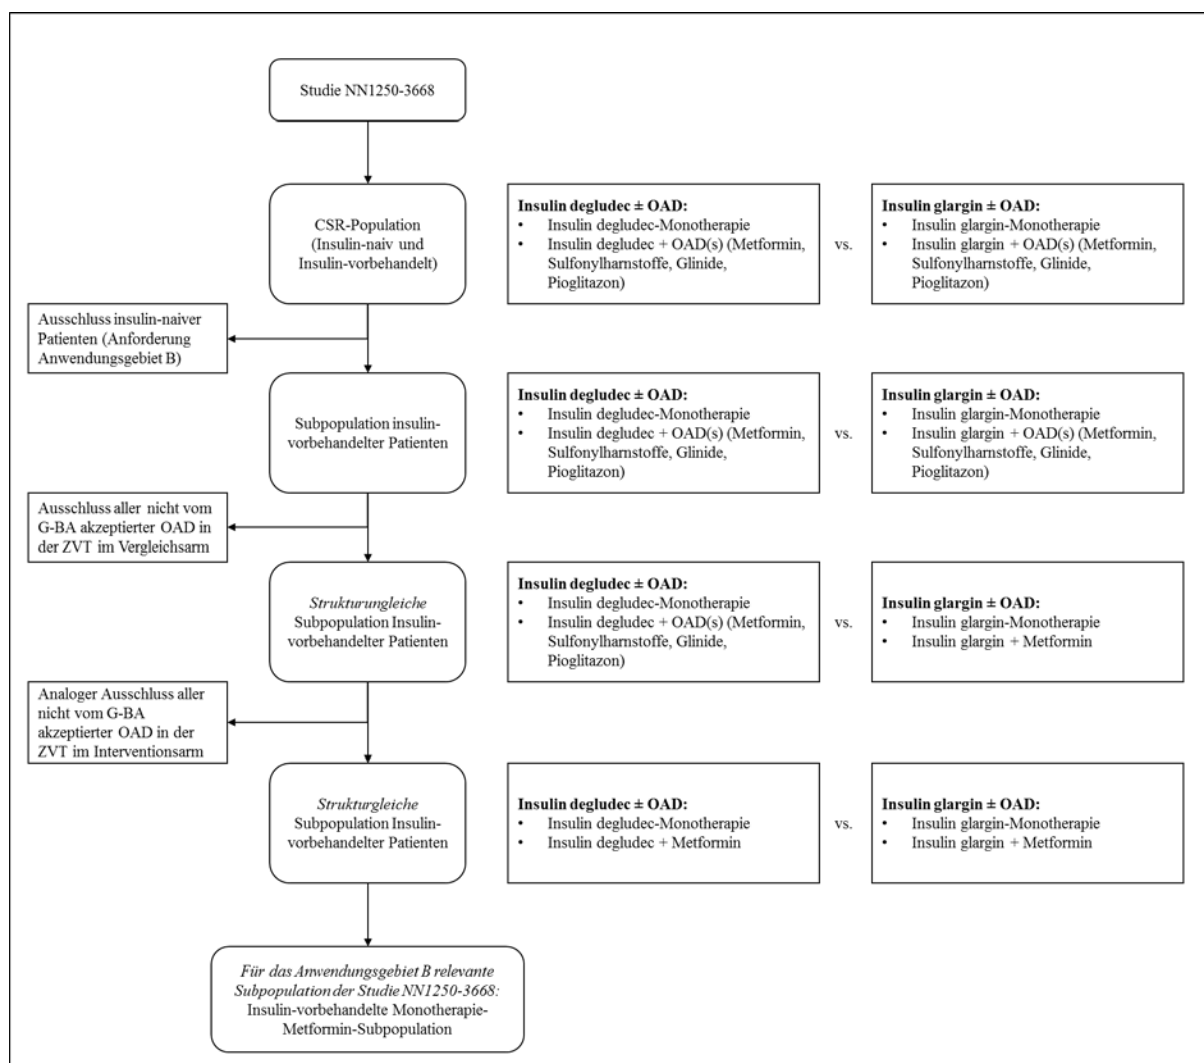 Studie NN1250-3668
CSR-Population
(Insulin-naiv und
Insulin-vorbehandelt)
Insulin degludec ± OAD:
• Insulin degludec-Monotherapie
• Insulin degludec + OAD(s) (Metformin,
Sulfonylharnstoffe, Glinide,
Pioglitazon)
vs.
Insulin glargin ± OAD:
• Insulin glargin-Monotherapie
• Insulin glargin + OAD(s) (Metformin,
Sulfonylharnstoffe, Glinide,
Pioglitazon)
Ausschluss insulin-naiver
Patienten (Anforderung
Anwendungsgebiet B)
Subpopulation insulin-
vorbehandelter Patienten
Insulin degludec ± OAD:
• Insulin degludec-Monotherapie
• Insulin degludec + OAD(s) (Metformin,
Sulfonylharnstoffe, Glinide,
Pioglitazon)
vs.
Insulin glargin ± OAD:
• Insulin glargin-Monotherapie
• Insulin glargin + OAD(s) (Metformin,
Sulfonylharnstoffe, Glinide,
Pioglitazon)
Ausschluss aller nicht vom
G-BA akzeptierter OAD in
der ZVT im Vergleichsarm
Strukturungleiche
Subpopulation Insulin-
vorbehandelter Patienten
Insulin degludec ± OAD:
• Insulin degludec-Monotherapie
• Insulin degludec + OAD(s) (Metformin,
Sulfonylharnstoffe, Glinide,
Pioglitazon)
vs.
Insulin glargin ± OAD:
• Insulin glargin-Monotherapie
• Insulin glargin + Metformin
Analoger Ausschluss aller
nicht vom G-BA
akzeptierter OAD in der
ZVT im Interventionsarm
Strukturgleiche
Subpopulation Insulin-
vorbehandelter Patienten
Insulin degludec ± OAD:
• Insulin degludec-Monotherapie
• Insulin degludec + Metformin
vs.
Insulin glargin ± OAD:
• Insulin glargin-Monotherapie
• Insulin glargin + Metformin
Für das Anwendungsgebiet B relevante
Subpopulation der Studie NN1250-3668:
Insulin-vorbehandelte Monotherapie-
Metformin-Subpopulation